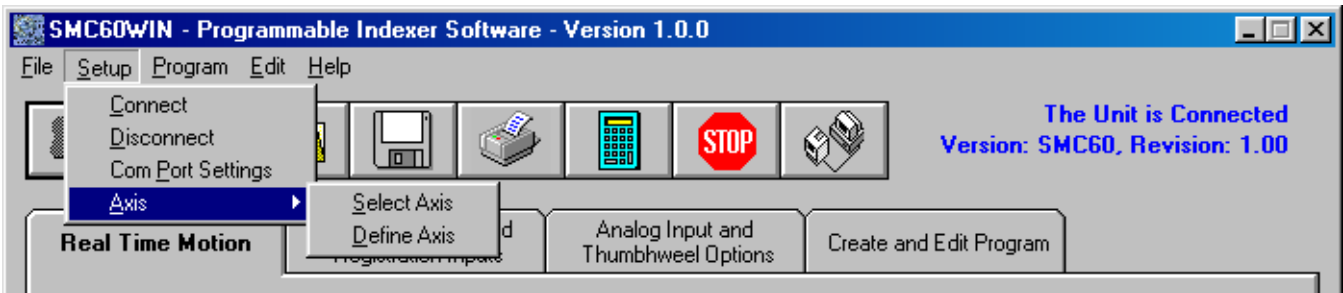 SMC60WIN - Programmable Indexer Software - Version 1.0.0
File Setup Program Edit Help
Connect
Disconnect
Com Port Settings
Axis
Select Axis
Define Axis
STOP
The Unit is Connected
Version: SMC60, Revision: 1.00
Real Time Motion
Analog Input and
Thumbhweel Options
Create and Edit Program